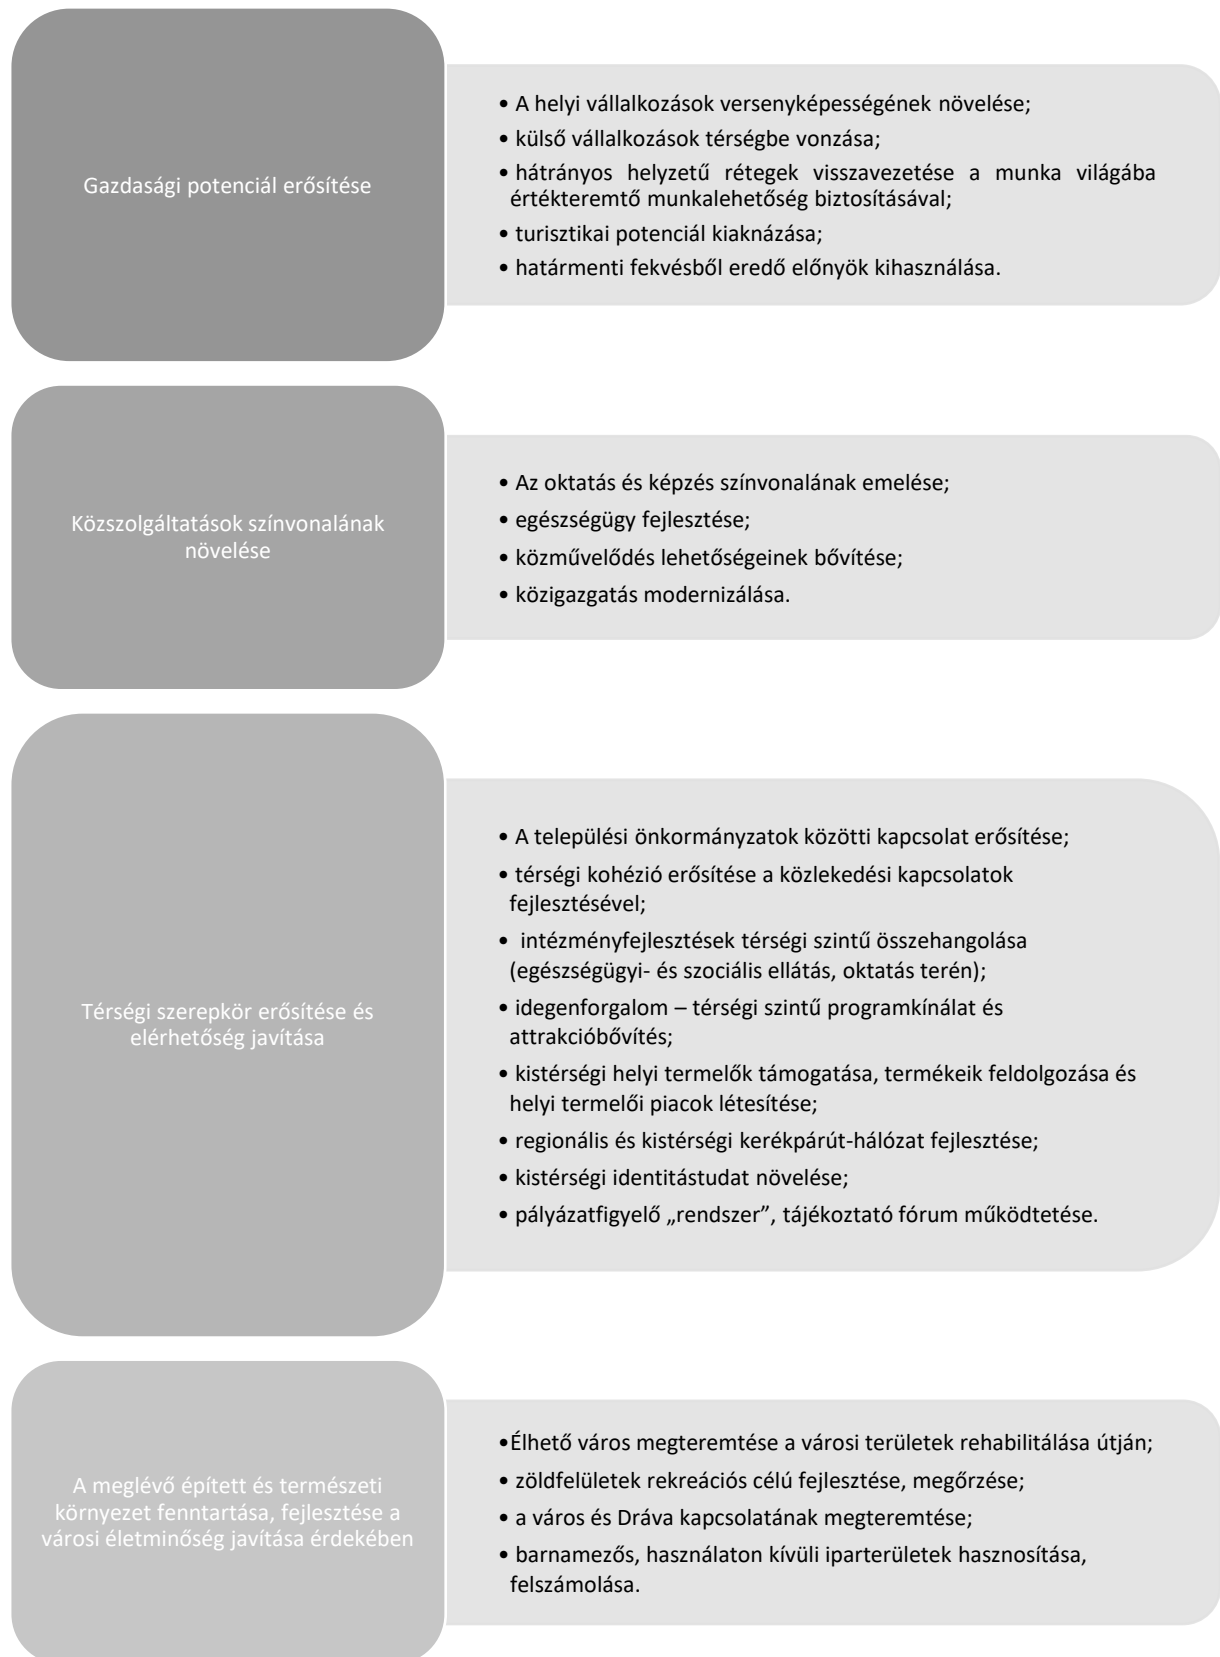 Gazdasági potenciál erősítése
• A helyi vállalkozások versenyképességének növelése;
• külső vállalkozások térségbe vonzása;
• hátrányos helyzetű rétegek visszavezetése a munka világába
értékteremtő munkalehetőség biztosításával;
• turisztikai potenciál kiaknázása;
• határmenti fekvésből eredő előnyök kihasználása.
Közszolgáltatások színvonalának
növelése
• Az oktatás és képzés színvonalának emelése;
• egészségügy fejlesztése;
• közművelődés lehetőségeinek bővítése;
• közigazgatás modernizálása.
Térségi szerepkör erősítése és
elérhetőség javítása
• A települési önkormányzatok közötti kapcsolat erősítése;
• térségi kohézió erősítése a közlekedési kapcsolatok
fejlesztésével;
• intézményfejlesztések térségi szintű összehangolása
(egészségügyi- és szociális ellátás, oktatás terén);
• idegenforgalom – térségi szintű programkínálat és
attrakcióbővítés;
• kistérségi helyi termelők támogatása, termékeik feldolgozása és
helyi termelői piacok létesítése;
• regionális és kistérségi kerékpárút-hálózat fejlesztése;
• kistérségi identitástudat növelése;
• pályázatfigyelő „rendszer”, tájékoztató fórum működtetése.
A meglévő épített és természeti
környezet fenntartása, fejlesztése a
városi életminőség javítása érdekében
•Élhető város megteremtése a városi területek rehabilitálása útján;
• zöldfelületek rekreációs célú fejlesztése, megőrzése;
• a város és Dráva kapcsolatának megteremtése;
• barnamezős, használaton kívüli iparterületek hasznosítása,
felszámolása.